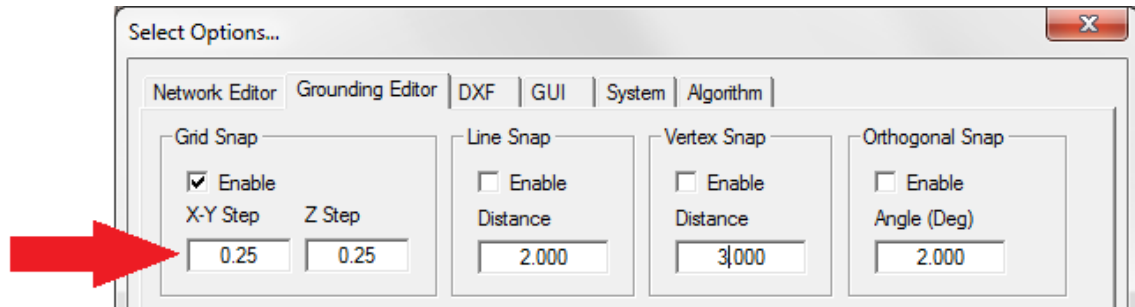 Select Options...
Network Editor Grounding Editor DXF GUI System Algorithm
Grid Snap Line Snap Vertex Snap Orthogonal Snap
Enable Enable Enable Enable
X-Y Step Z Step Distance Distance Angle (Deg)
0.25 0.25 2.000 3.000 2.000